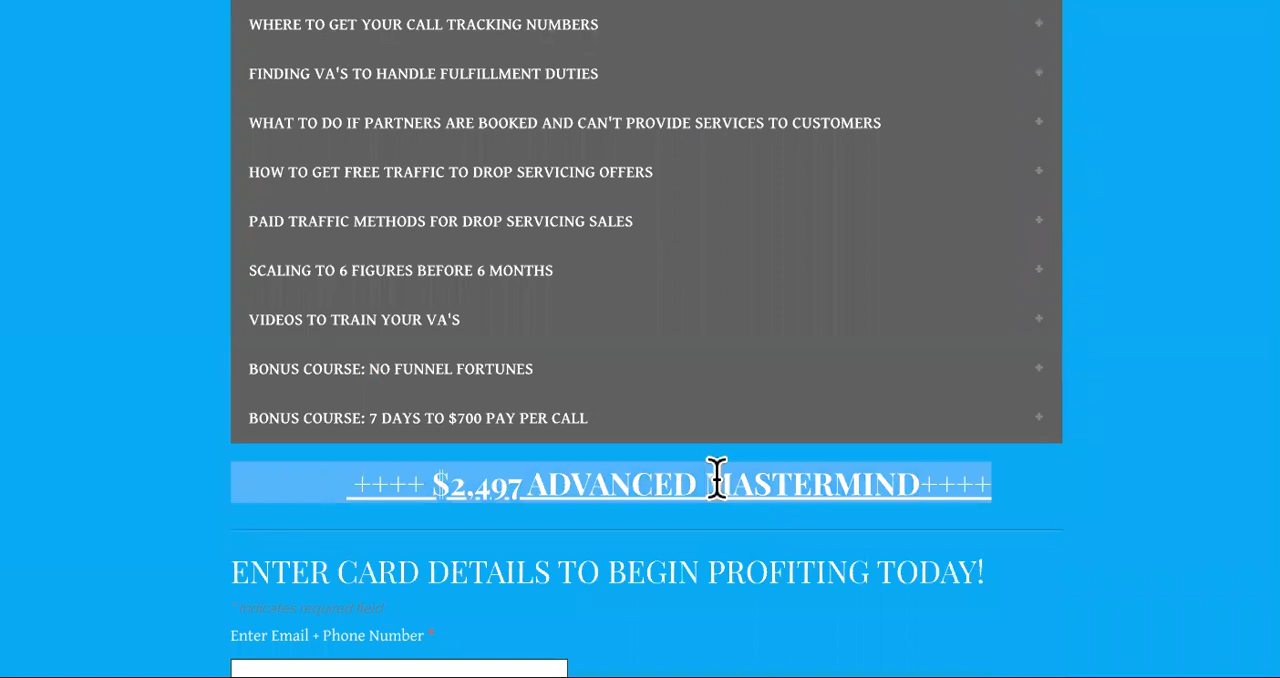 WHERE TO GET YOUR CALL TRACKING NUMBERS
FINDING VA'S TO HANDLE FULFILLMENT DUTIES
WHAT TO DO IF PARTNERS ARE BOOKED AND CAN'T PROVIDE SERVICES TO CUSTOMERS
HOW TO GET FREE TRAFFIC TO DROP SERVICING OFFERS
PAID TRAFFIC METHODS FOR DROP SERVICING SALES
SCALING TO 6 FIGURES BEFORE 6 MONTHS
VIDEOS TO TRAIN YOUR VA'S
BONUS COURSE: NO FUNNEL FORTUNES
BONUS COURSE: 7 DAYS TO $700 PAY PER CALL
++++ $2,497 ADVANCED MASTERMIND++++
ENTER CARD DETAILS TO BEGIN PROFITING TODAY!
* Indicates required field
Enter Email + Phone Number *